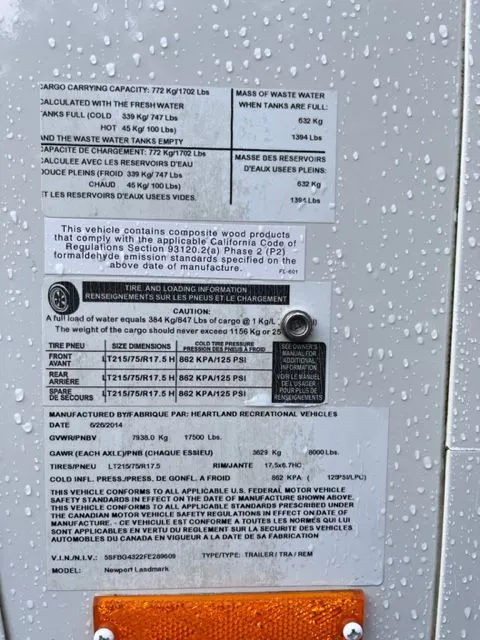 CARGO CARRYING CAPACITY: 772 Kg/1702 Lbs
CALCULATED WITH THE FRESH WATER
TANKS FULL (COLD 339 Kg/ 747 Lbs
HOT 45 Kg/ 100 Lbs)
AND THE WASTE WATER TANKS EMPTY
MASS OF WASTE WATER
WHEN TANKS ARE FULL:
632 Kg
1394 Lbs
CAPACITE DE CHARGEMENT: 772 Kg/1702 Lbs
CALCULEE AVEC LES RESERVOIRS D'EAU
DOUCE PLEINS (FROID 339 Kg/ 747 Lbs
CHAUD 45 Kg/ 100 Lbs)
ET LES RESERVOIRS D'EAUX USEES VIDES.
MASSE DES RESERVOIRS
D'EAUX USEES PLEINS:
632 Kg
1394 Lbs
This vehicle contains composite wood products
that comply with the applicable California Code of
Regulations Section 93120.2(a) Phase 2 (P2)
formaldehyde emission standards specified on the
above date of manufacture.
FL-601
TIRE AND LOADING INFORMATION
RENSEIGNEMENTS SUR LES PNEUS ET LE CHARGEMENT
CAUTION:
A full load of water equals 384 Kg/847 Lbs of cargo @ 1 Kg/L
The weight of the cargo should never exceed 1156 Kg or
TIRE PNEU SIZE DIMENSIONS COLD TIRE PRESSURE
PRESSION DES PNEUS À FROID
FRONT
AVANT LT215/75/R17.5 H 862 KPA/125 PSI
REAR
ARRIÈRE LT215/75/R17.5 H 862 KPA/125 PSI
SPARE
DE SECOURS LT215/75/R17.5 H 862 KPA/125 PSI
SEE OWNER'S
MANUAL FOR
ADDITIONAL
INFORMATION
VOIR LE MANUEL
DE L'USAGER
POUR PLUS DE
RENSEIGNEMENTS
MANUFACTURED BY/FABRIQUE PAR: HEARTLAND RECREATIONAL VEHICLES
6/26/2014
GVWR/PNBV 7938.0 Kg 17500 Lbs.
GAWR (EACH AXLE)/PNB (CHAQUE ESSIEU) 3629 Kg 8000 Lbs.
TIRES/PNEU LT215/75/R17.5 RIM/JANTE 17.5x6.7HC
COLD INFL. PRESS./PRESS. DE GONFL. A FROID 862 KPA ( 125PSI/LPC)
THIS VEHICLE CONFORMS TO ALL APPLICABLE U.S. FEDERAL MOTOR VEHICLE
SAFETY STANDARDS IN EFFECT ON THE DATE OF MANUFACTURE SHOWN ABOVE.
THIS VEHICLE CONFORMS TO ALL APPLICABLE STANDARDS PRESCRIBED UNDER
THE CANADIAN MOTOR VEHICLE SAFETY REGULATIONS IN EFFECT ON DATE OF
MANUFACTURE. - CE VÉHICULE EST CONFORME A TOUTES LES NORMÉS QUI LUI
SONT APPLICABLES EN VERTU DU REGLEMENT SUR LA SECURITE DES VEHICLES
AUTOMOBILES DU CANADA EN VIGUEUR À LA DATE DE SA FABRICATION
V.I.N./N.I.V.: 5SFBG4322FE289609 TYPE/TYPE: TRAILER / TRA / REM
MODEL: Newport Landmark